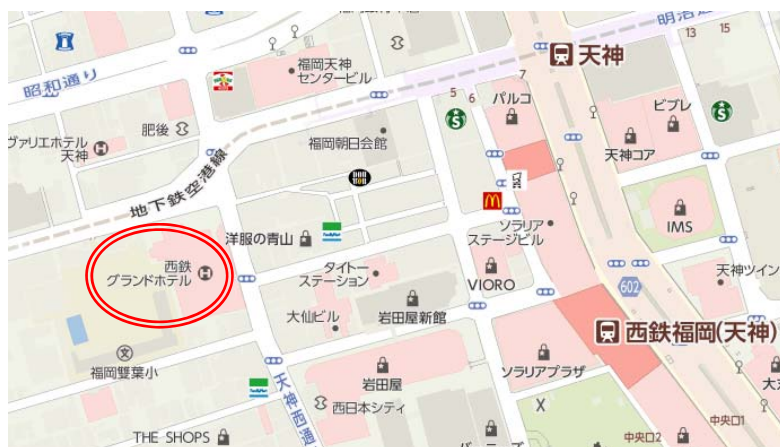 明治通
13
15
昭和通り
福岡天神
センタービル
天神
5
6
7
パルコ
ビブレ
肥後
ヴァリエホテル
天神
福岡朝日会館
天神コア
地下鉄空港線
M
ソラリア
ステージビル
IMS
洋服の青山
西鉄
グランドホテル
タイトー
ステーション
VIORO
602
天神ツイン
大仙ビル
岩田屋新館
西鉄福岡(天神)
福岡雙葉小
天神西通
岩田屋
ソラリアプラザ
西日本シティ
X
中央口1
中央口2
THE SHOPS